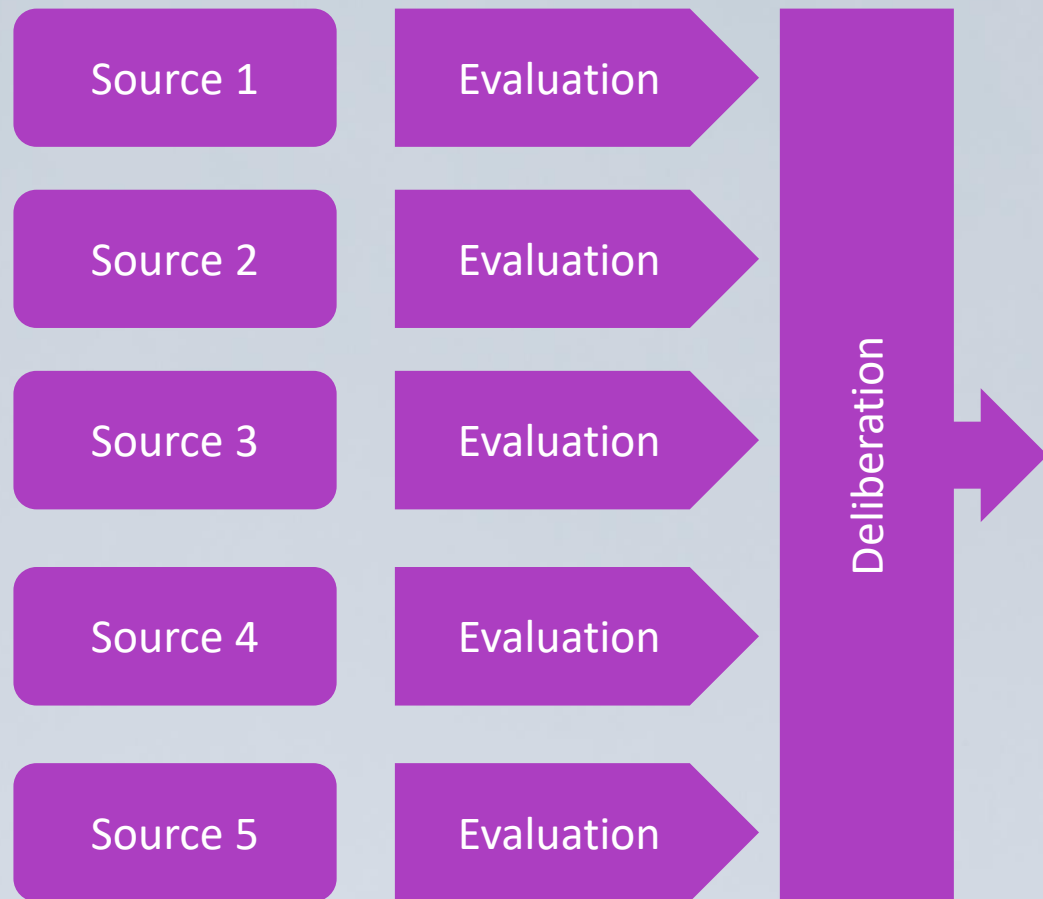 Source 1
Evaluation
Source 2
Evaluation
Source 3
Evaluation
Source 4
Evaluation
Source 5
Evaluation
Deliberation